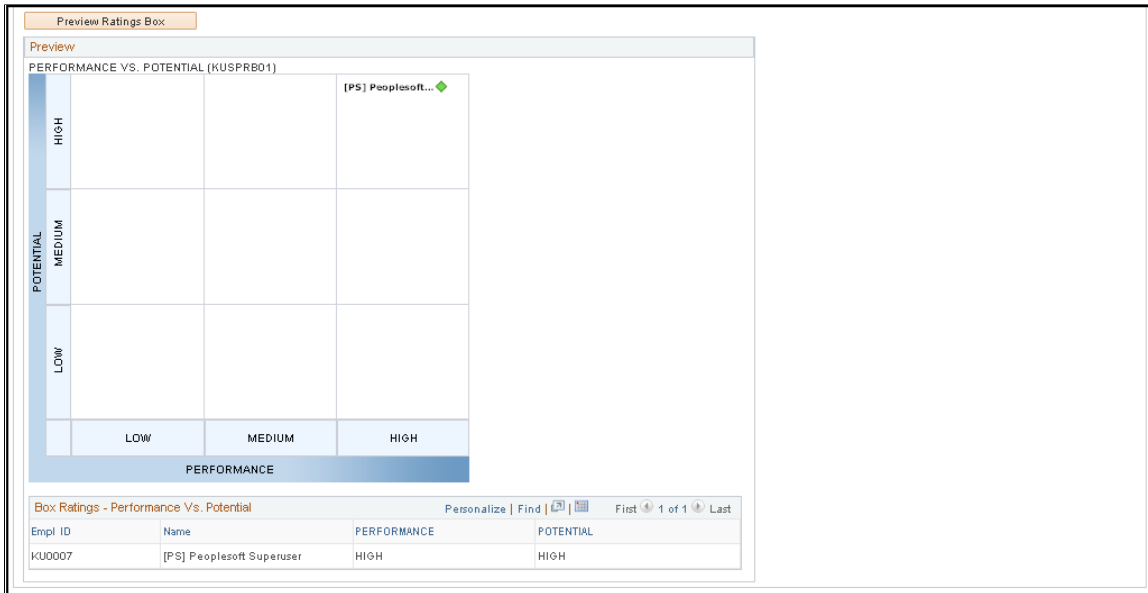 Preview Ratings Box
Preview
PERFORMANCE VS. POTENTIAL (KUSPRB01)
[PS] Peoplesoft...
HIGH
MEDIUM
POTENTIAL
LOW
LOW MEDIUM HIGH
PERFORMANCE
Box Ratings - Performance Vs. Potential Personalize | Find | | First 1 of 1 Last
Empl ID Name PERFORMANCE POTENTIAL
KU0007 [PS] Peoplesoft Superuser HIGH HIGH